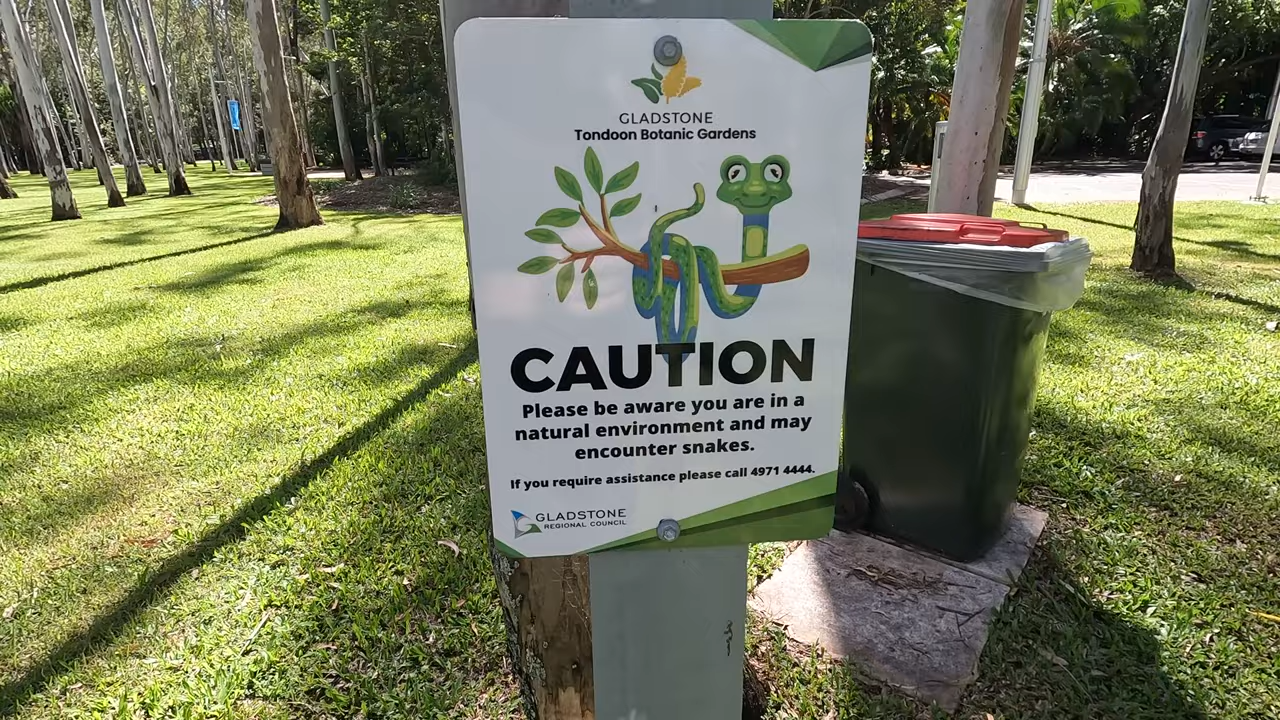 GLADSTONE
Tondoon Botanic Gardens
CAUTION
Please be aware you are in a
natural environment and may
encounter snakes.
If you require assistance please call 4971 4444.
GLADSTONE
REGIONAL COUNCIL